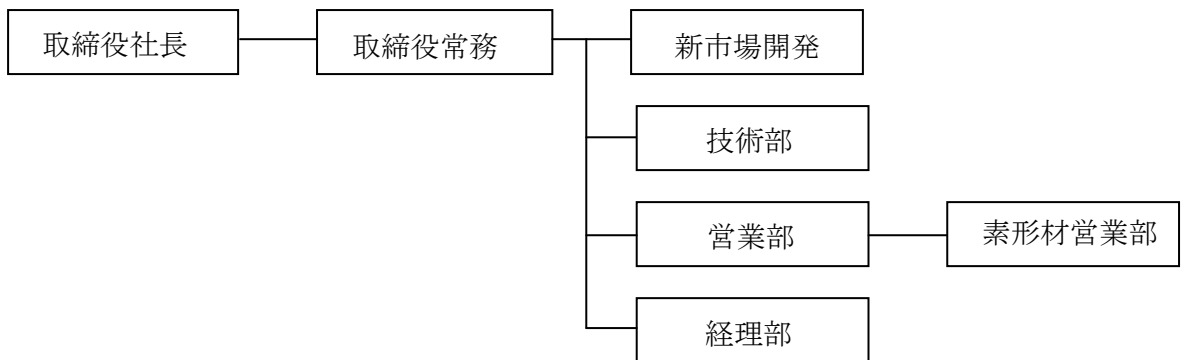 取締役社長
取締役常務
新市場開発
技術部
営業部
素形材営業部
経理部